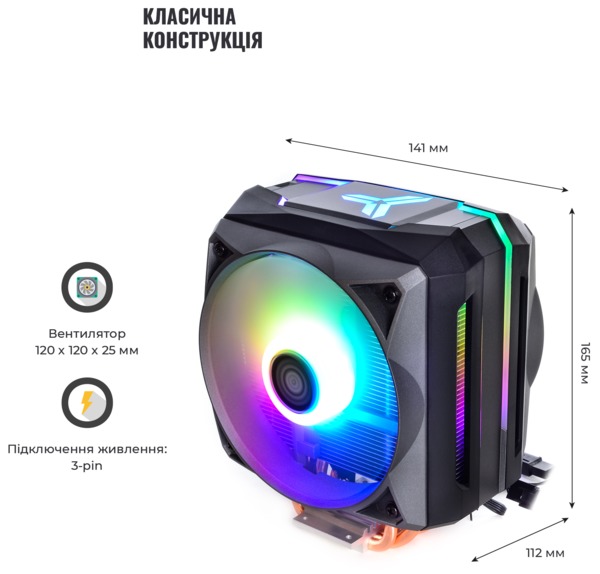 КЛАСИЧНА
КОНСТРУКЦІЯ
141 мм
165 мм
Вентилятор
120 x 120 x 25 мм
Підключення живлення:
3-pin
112 мм